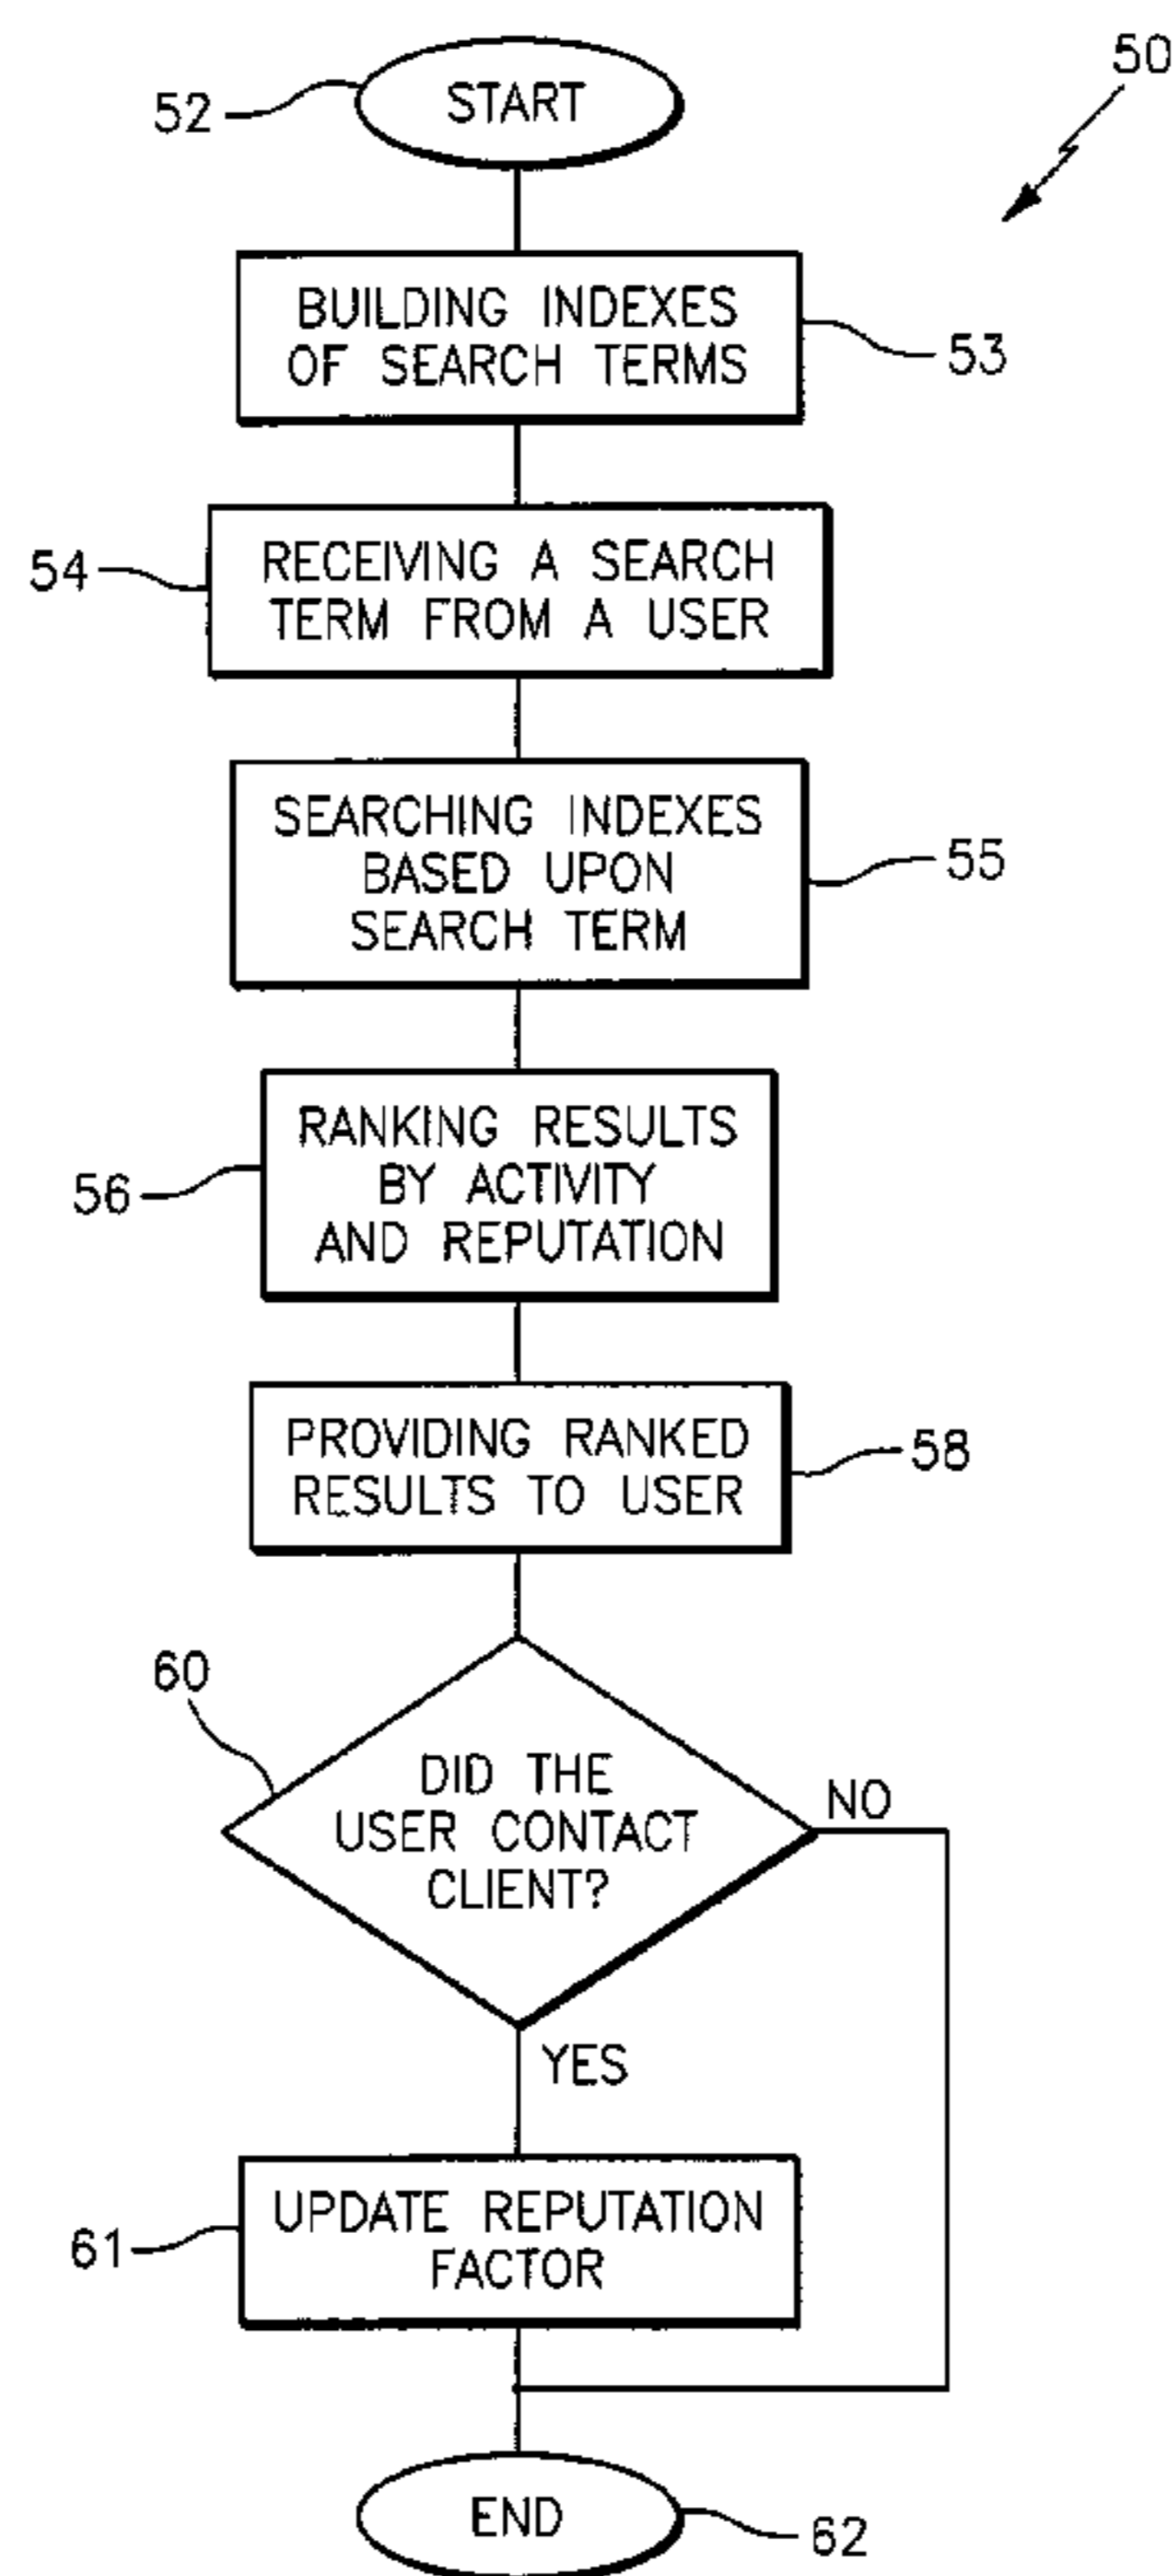 50
52
START
BUILDING INDEXES
OF SEARCH TERMS
53
54
RECEIVING A SEARCH
TERM FROM A USER
SEARCHING INDEXES
BASED UPON
SEARCH TERM
55
RANKING RESULTS
BY ACTIVITY
AND REPUTATION
56
PROVIDING RANKED
RESULTS TO USER
58
60
DID THE
USER CONTACT
CLIENT?
NO
YES
UPDATE REPUTATION
FACTOR
61
END
62